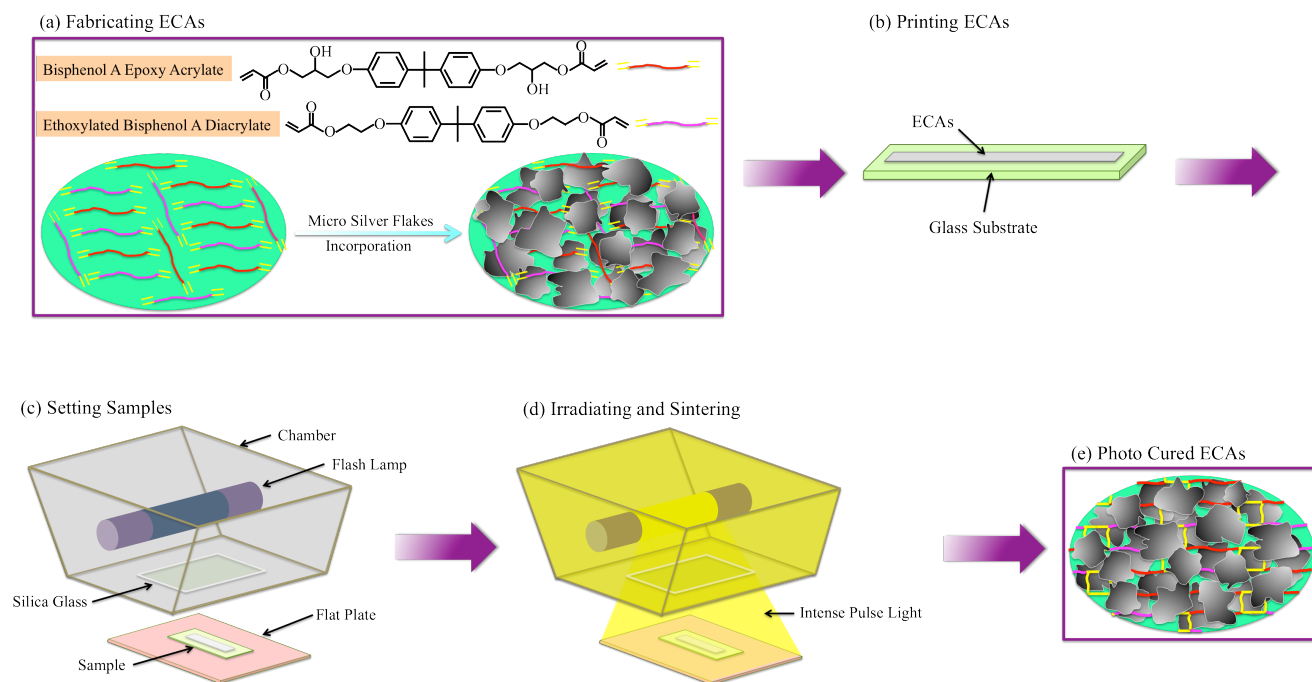 (a) Fabricating ECAs
(b) Printing ECAs
Bisphenol A Epoxy Acrylate
OH
O
O
O
O
OH
O
O
Ethoxylated Bisphenol A Diacrylate
O
O
O
O
O
O
Micro Silver Flakes
Incorporation
ECAs
Glass Substrate
(c) Setting Samples
Chamber
Flash Lamp
Silica Glass
Flat Plate
Sample
(d) Irradiating and Sintering
Intense Pulse Light
(e) Photo Cured ECAs